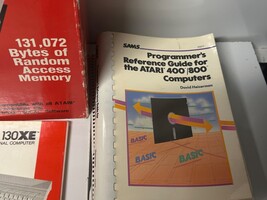 131,072
Bytes of
Random
Access
Memory
130XE
COMPUTER
SAMS
Programmer's
Reference Guide for
the ATARI 400/800
Computers
David Heiserman
BASIC
BASIC
BASIC